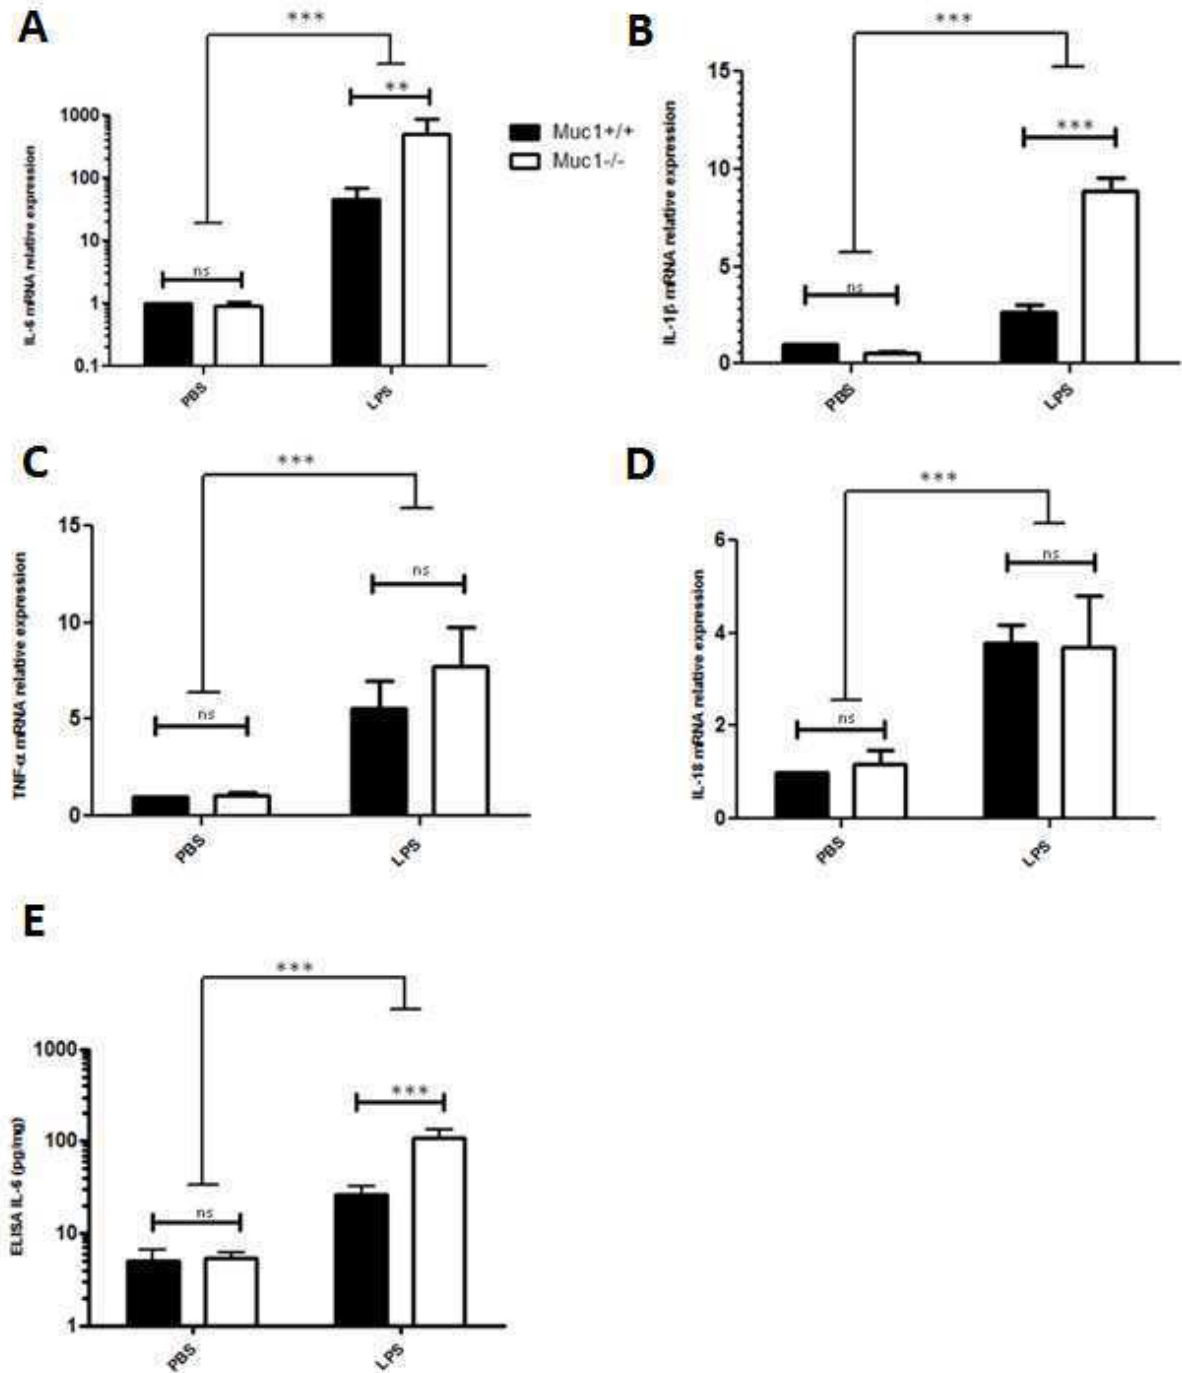 A
***
**
1000
100
10
1
0.1
IL-6 mRNA relative expression
ns
PBS
LPS
Muc1+/+
Muc1-/-
B
***
***
15
10
5
0
IL-1β mRNA relative expression
ns
PBS
LPS
C
***
15
10
5
0
TNF-α mRNA relative expression
ns
ns
PBS
LPS
D
***
6
4
2
0
IL-18 mRNA relative expression
ns
ns
PBS
LPS
E
***
***
1000
100
10
1
ELISA IL-6 (pg/mg)
ns
PBS
LPS